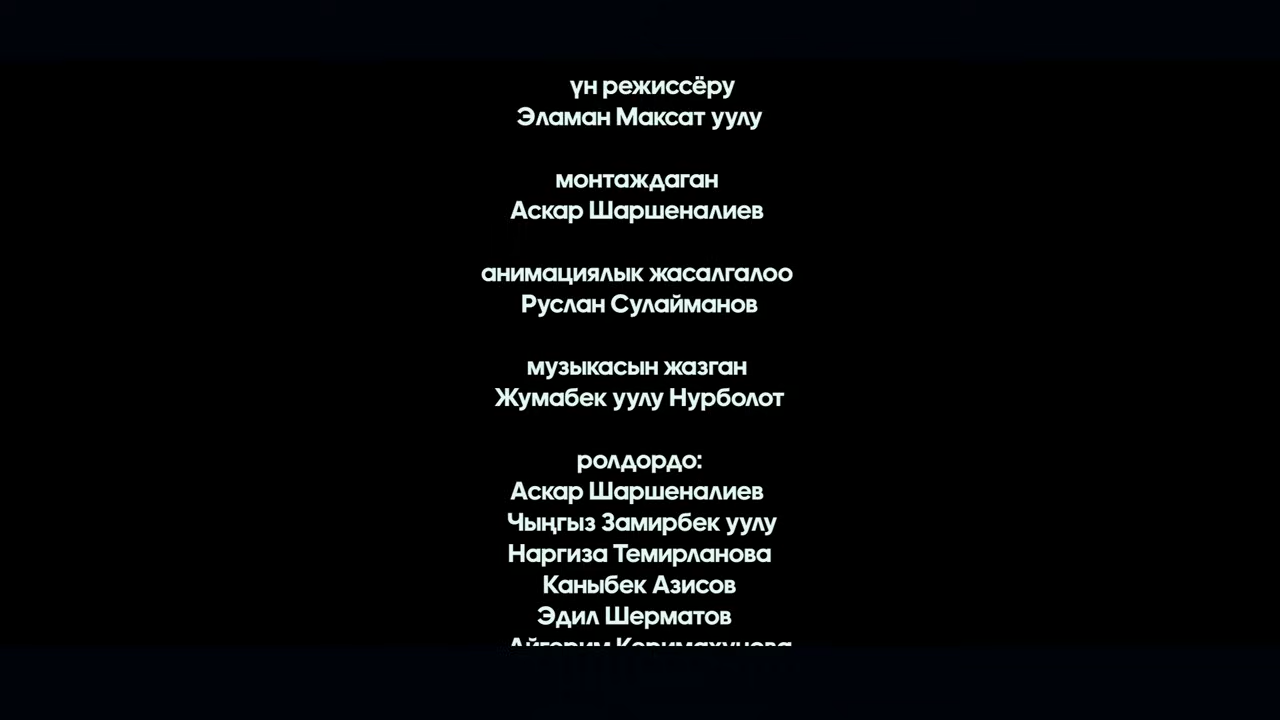 үн режиссёру
Эламан Максат уулу
монтаждаган
Аскар Шаршеналиев
анимациялык жасалгалоо
Руслан Сулайманов
музыкасын жазган
Жумабек уулу Нурболот
ролдордо:
Аскар Шаршеналиев
Чыңгыз Замирбек уулу
Наргиза Темирланова
Каныбек Азисов
Эдил Шерматов